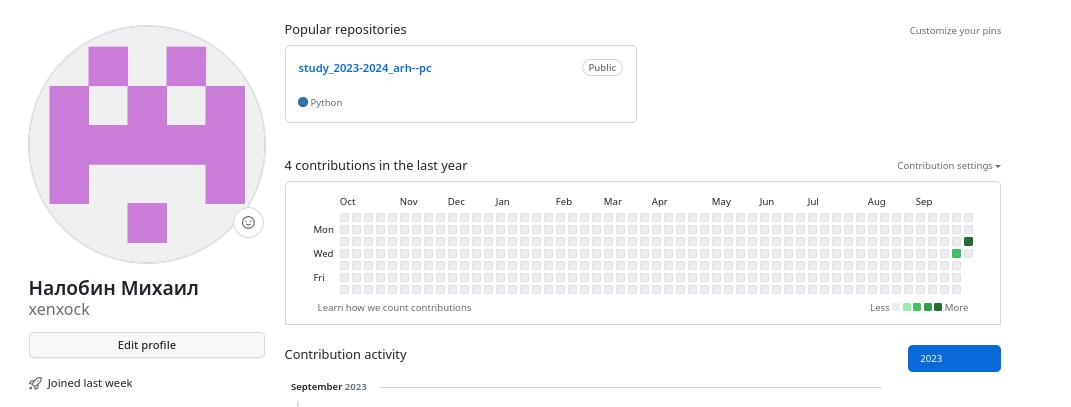 Popular repositories
Customize your pins
study_2023-2024_arh--pc
Public
Python
4 contributions in the last year
Contribution settings
Oct Nov Dec Jan Feb Mar Apr May Jun Jul Aug Sep
Mon
Wed
Fri
Learn how we count contributions
Less More
Налобин Михаил
xenxock
Edit profile
Joined last week
Contribution activity
2023
September 2023